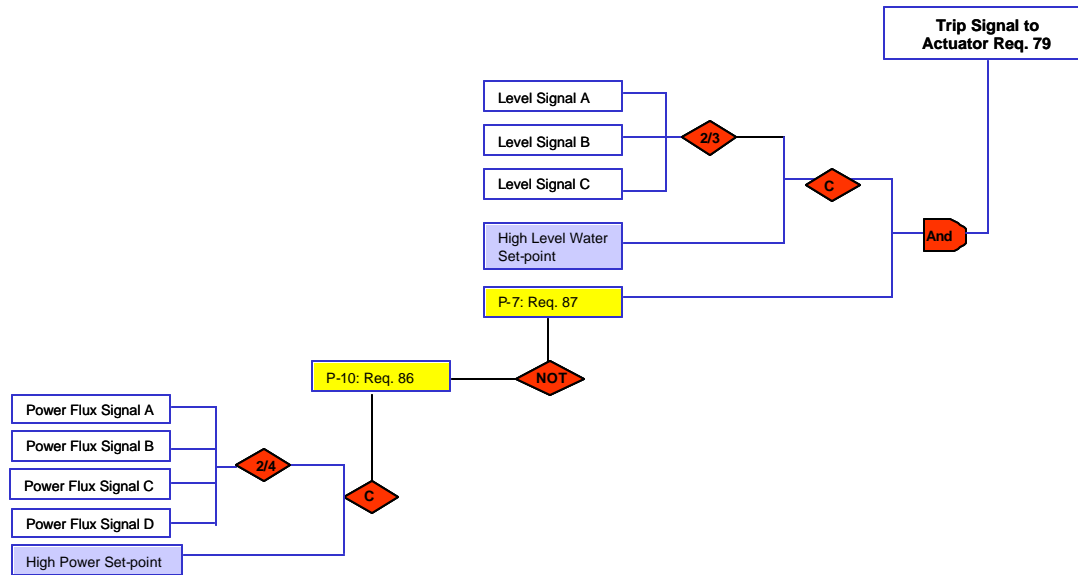 Trip Signal to
Actuator Req. 79
Level Signal A
Level Signal B
2/3
Level Signal C
C
High Level Water
Set-point
And
P-7: Req. 87
P-10: Req. 86
NOT
Power Flux Signal A
Power Flux Signal B
2/4
Power Flux Signal C
C
Power Flux Signal D
High Power Set-point